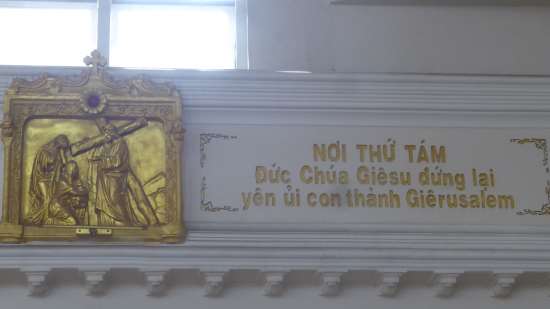 NƠI THỨ TÁM
Đức Chúa Giêsu đứng lại
yên ủi con thành Giêrusalem